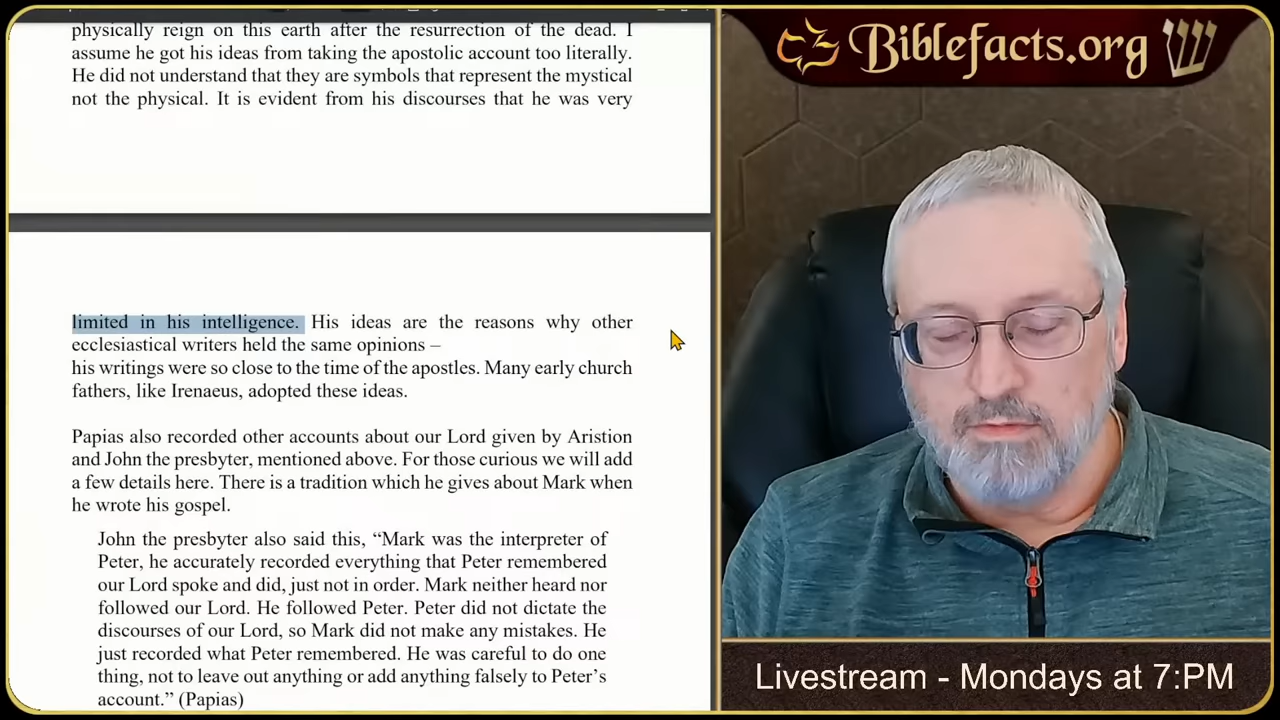 physically reign on this earth after the resurrection of the dead. I
assume he got his ideas from taking the apostolic account too literally.
He did not understand that they are symbols that represent the mystical
not the physical. It is evident from his discourses that he was very
limited in his intelligence. His ideas are the reasons why other
ecclesiastical writers held the same opinions –
his writings were so close to the time of the apostles. Many early church
fathers, like Irenaeus, adopted these ideas.
Papias also recorded other accounts about our Lord given by Aristion
and John the presbyter, mentioned above. For those curious we will add
a few details here. There is a tradition which he gives about Mark when
he wrote his gospel.
John the presbyter also said this, “Mark was the interpreter of
Peter, he accurately recorded everything that Peter remembered
our Lord spoke and did, just not in order. Mark neither heard nor
followed our Lord. He followed Peter. Peter did not dictate the
discourses of our Lord, so Mark did not make any mistakes. He
just recorded what Peter remembered. He was careful to do one
thing, not to leave out anything or add anything falsely to Peter’s
account.” (Papias)
Biblefacts.org
Livestream - Mondays at 7:PM